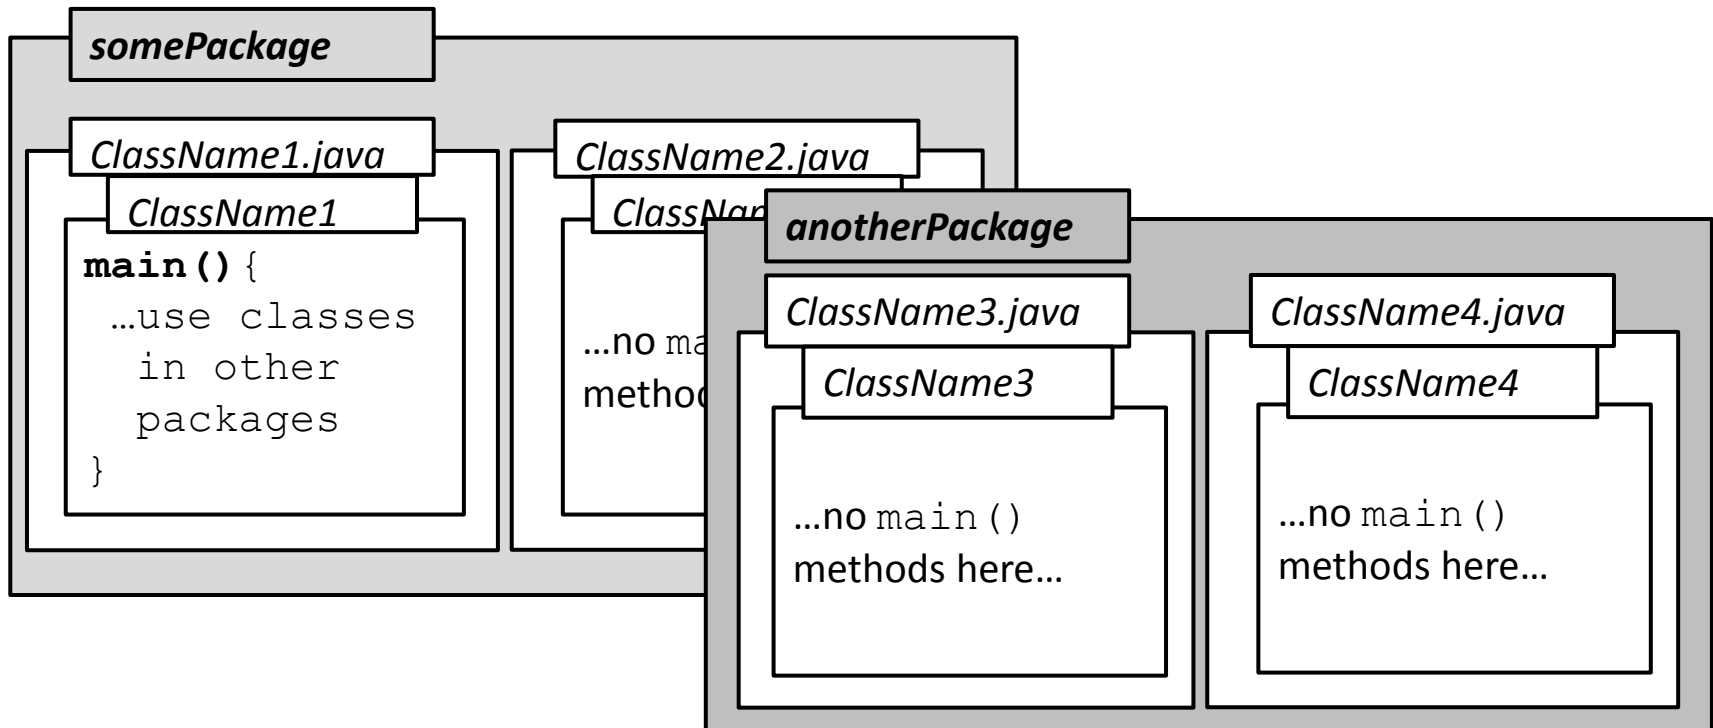 somePackage
ClassName1.java
ClassName1
main(){
…use classes
in other
packages
}
ClassName2.java
…no
anotherPackage
ClassName3.java
ClassName3
…no main()
methods here…
ClassName4.java
ClassName4
…no main()
methods here…